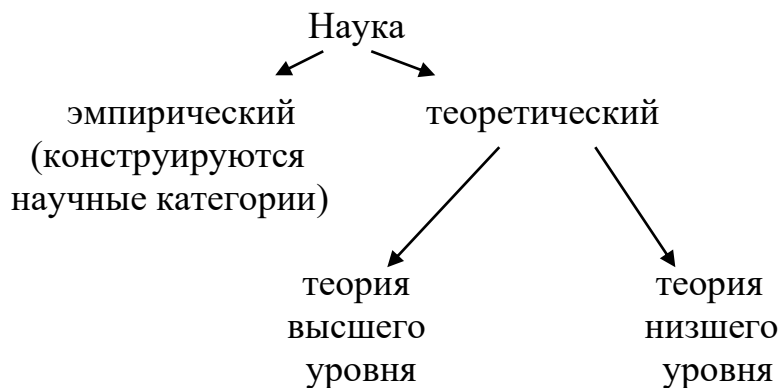 Наука
эмпирический
(конструируются
научные категории)
теоретический
теория
высшего
уровня
теория
низшего
уровня